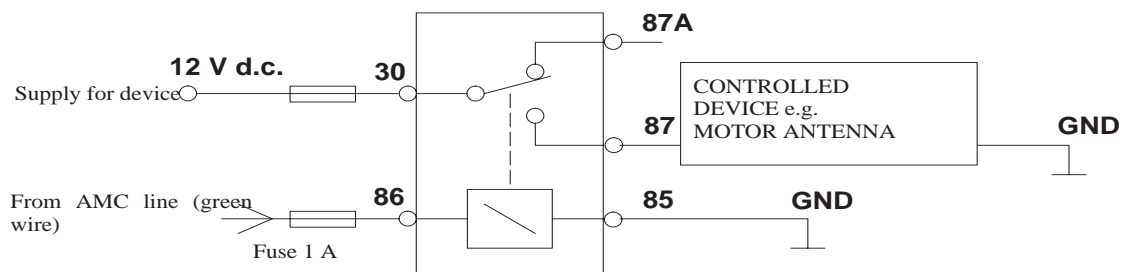 87A
12 V d.c.
30
Supply for device
CONTROLLED
DEVICE e.g.
MOTOR ANTENNA
87
GND
From AMC line (green
wire)
86
85
GND
Fuse 1 A